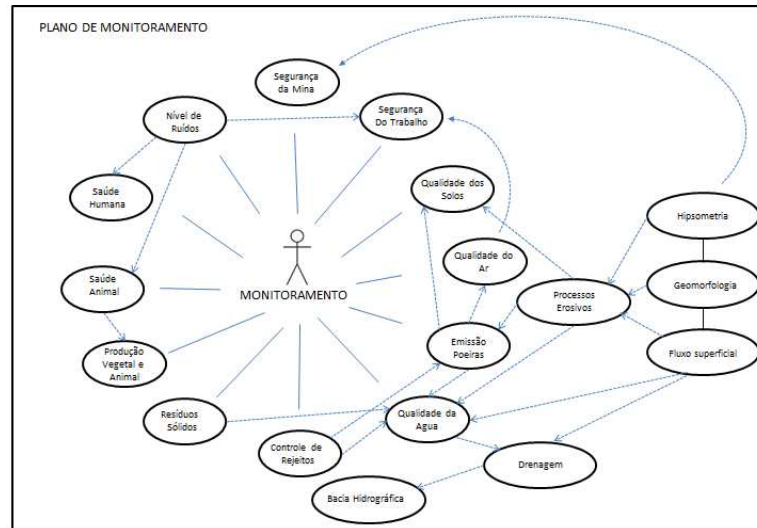 PLANO DE MONITORAMENTO
Segurança
da Mina
Nível de
Ruídos
Segurança
Do Trabalho
Saúde
Humana
Qualidade dos
Solos
Hipsometria
Qualidade do
Ar
Saúde
Animal
MONITORAMENTO
Processos
Erosivos
Geomorfologia
Emissão
Poeiras
Fluxo superficial
Produção
Vegetal e
Animal
Resíduos
Sólidos
Qualidade da
Agua
Controle de
Rejeitos
Drenagem
Bacia Hidrográfica